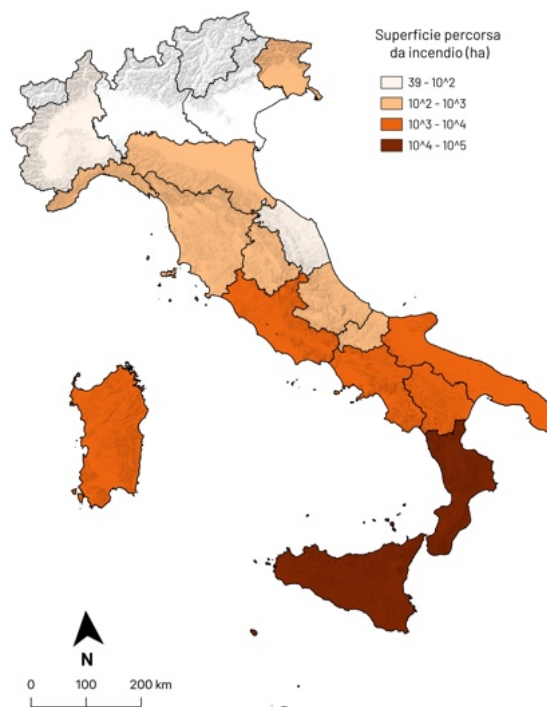 Superficie percorsa
da incendio (ha)
39 - 10^2
10^2 - 10^3
10^3 - 10^4
10^4 - 10^5
N
0 100 200 km